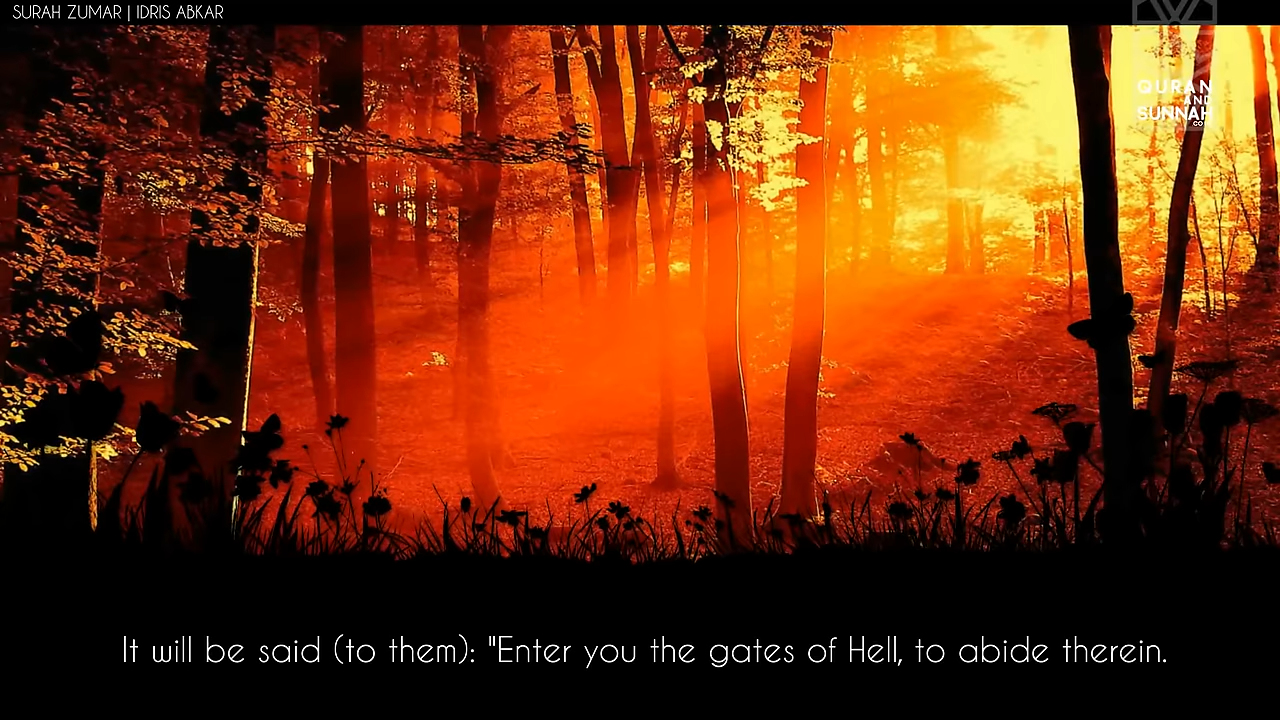 SURAH ZUMAR | IDRIS ABKAR
QURAN
AND
SUNNAH
CO
It will be said (to them): "Enter you the gates of Hell, to abide therein.